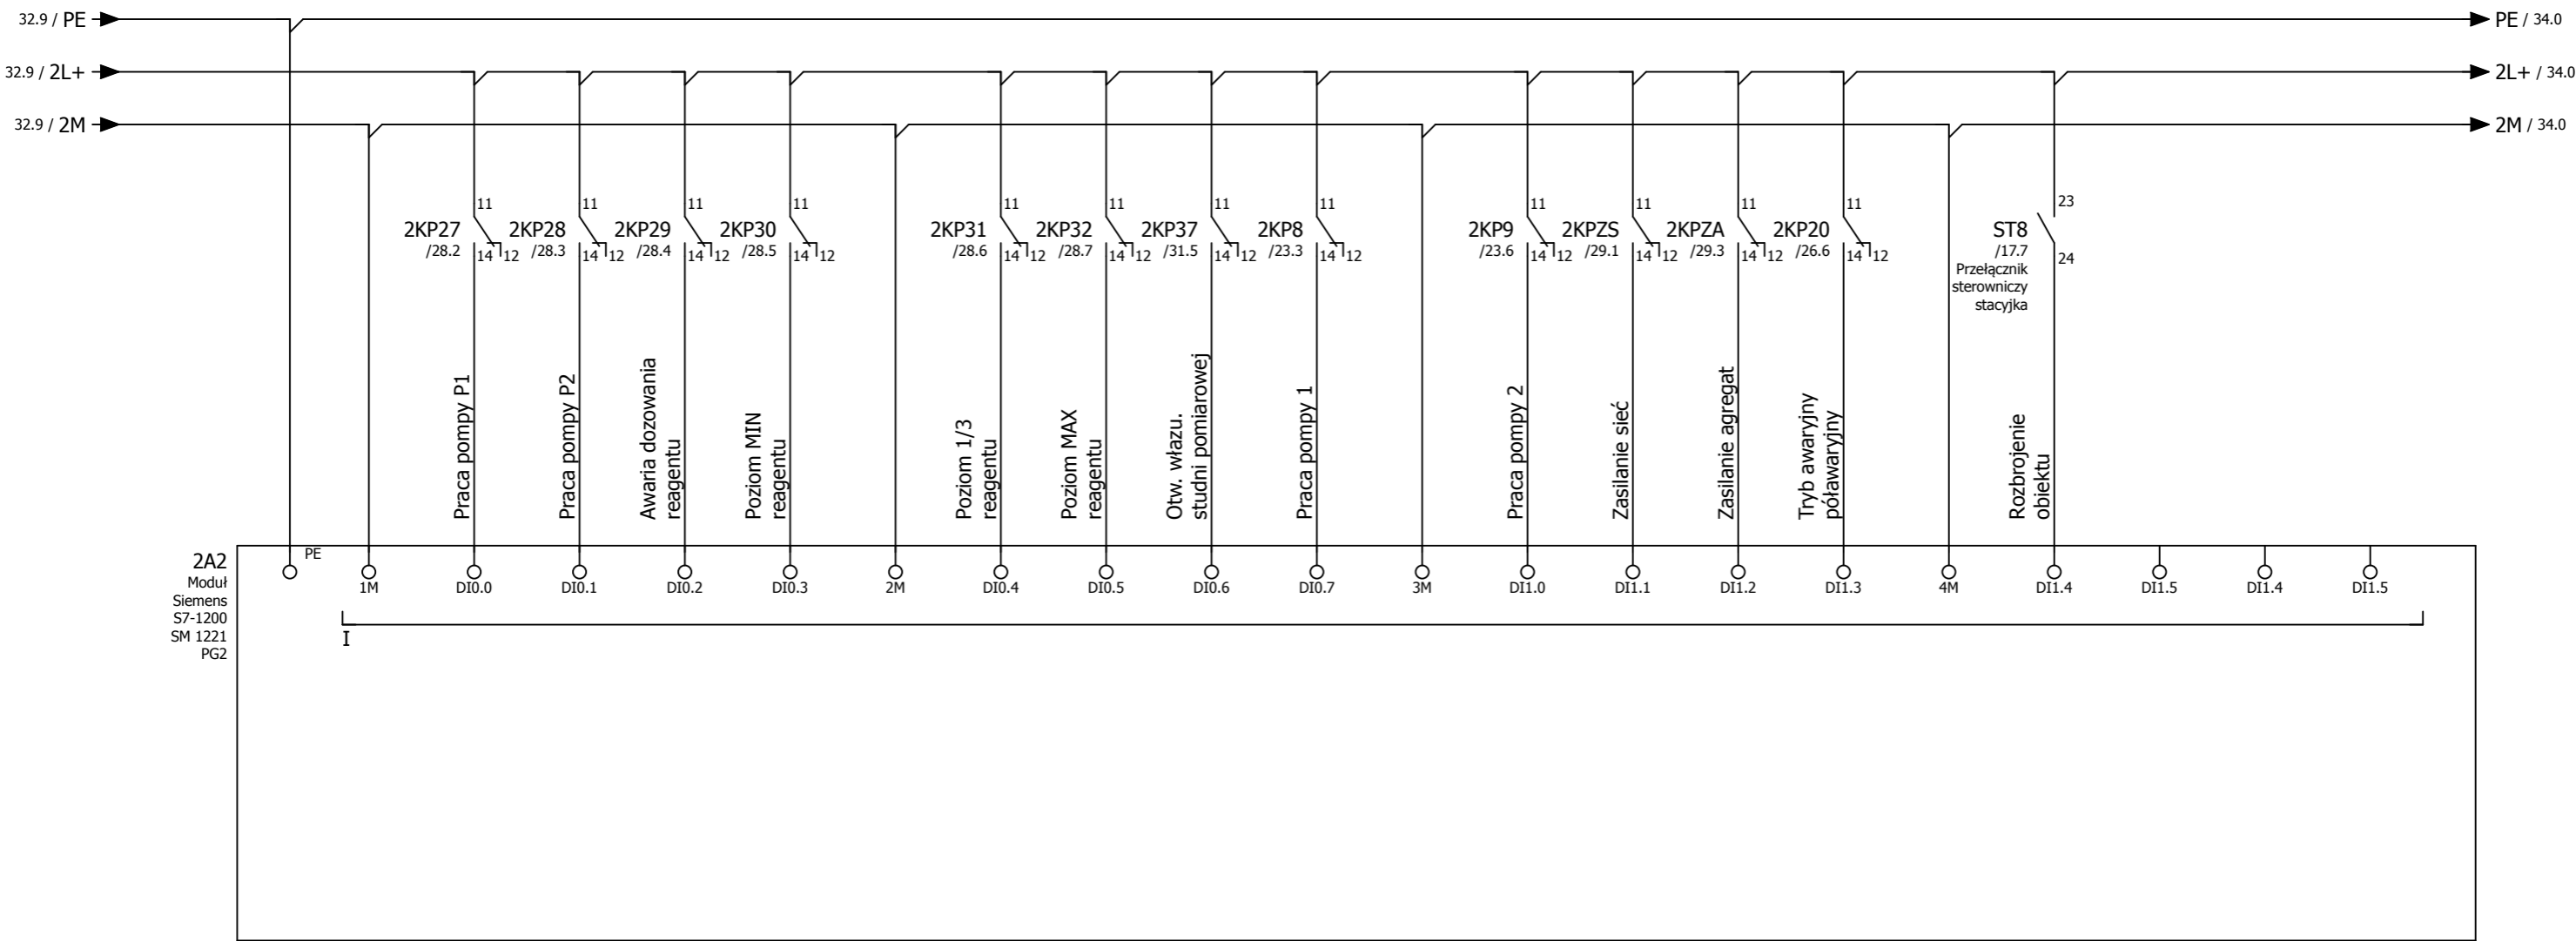 32.9 / PE
PE / 34.0
32.9 / 2L+
2L+ / 34.0
32.9 / 2M
2M / 34.0
2KP27
/28.2
11
14
12
2KP28
/28.3
11
14
12
2KP29
/28.4
11
14
12
2KP30
/28.5
11
14
12
2KP31
/28.6
11
14
12
2KP32
/28.7
11
14
12
2KP37
/31.5
11
14
12
2KP8
/23.3
11
14
12
2KP9
/23.6
11
14
12
2KPZS
/29.1
11
14
12
2KPZA
/29.3
11
14
12
2KP20
/26.6
11
14
12
ST8
/17.7
Przełącznik
sterowniczy
stacyjka
23
24
Praca pompy P1
Praca pompy P2
Awaria dozowania
reagentu
Poziom MIN
reagentu
Poziom 1/3
reagentu
Poziom MAX
reagentu
Otw. włazu.
studni pomiarowej
Praca pompy 1
Praca pompy 2
Zasilanie sieć
Zasilanie agregat
Tryb awaryjny
póławaryjny
Rozbrojenie
obiektu
2A2
Moduł
Siemens
S7-1200
SM 1221
PG2
PE
1M
DI0.0
DI0.1
DI0.2
DI0.3
2M
DI0.4
DI0.5
DI0.6
DI0.7
3M
DI1.0
DI1.1
DI1.2
DI1.3
4M
DI1.4
DI1.5
DI1.4
DI1.5
I